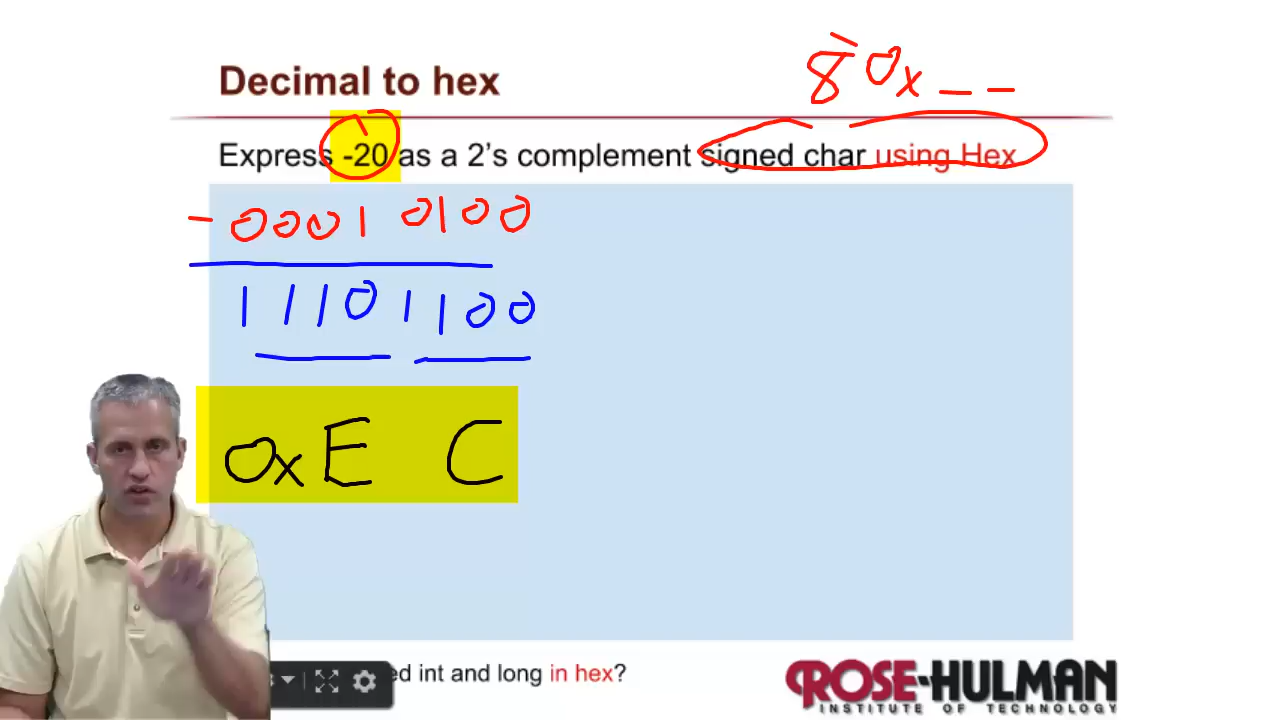 Decimal to hex
8 0x _ _
Express -20 as a 2's complement signed char using Hex
-0001 0100
1110 1100
0xE C
ed int and long in hex?
ROSE-HULMAN
INSTITUTE OF TECHNOLOGY